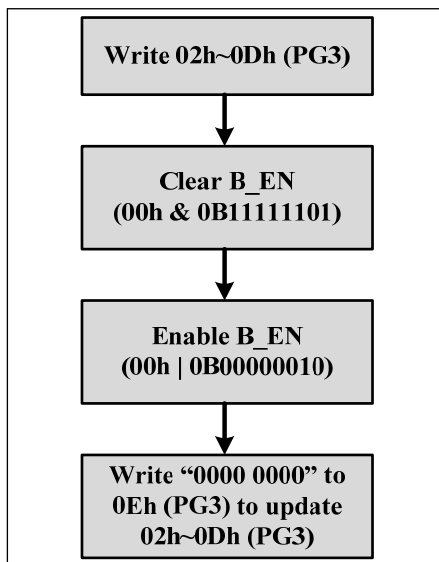 Write 02h~0Dh (PG3)
Clear B_EN
(00h & 0B11111101)
Enable B_EN
(00h | 0B00000010)
Write “0000 0000” to
0Eh (PG3) to update
02h~0Dh (PG3)